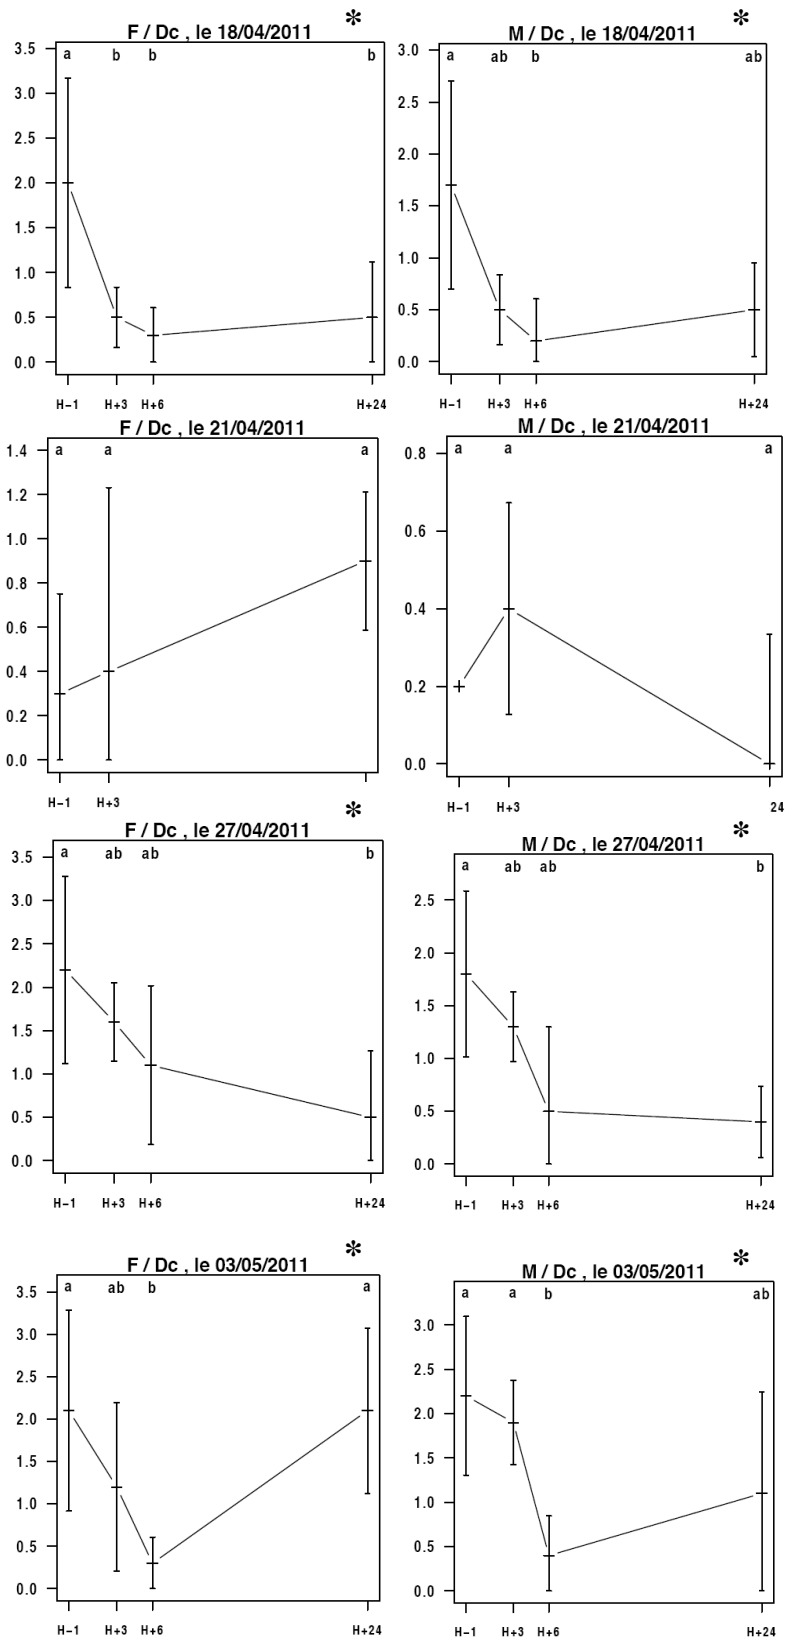 F / Dc , le 18/04/2011 *
3.5
3.0
2.5
2.0
1.5
1.0
0.5
0.0
a b b b
H−1 H+3 H+6 H+24
M / Dc , le 18/04/2011 *
3.0
2.5
2.0
1.5
1.0
0.5
0.0
a ab b ab
H−1 H+3 H+6 H+24
F / Dc , le 21/04/2011
1.4
1.2
1.0
0.8
0.6
0.4
0.2
0.0
a a a
H−1 H+3
M / Dc , le 21/04/2011
0.8
0.6
0.4
0.2
0.0
a a a
H−1 H+3 24
F / Dc , le 27/04/2011 *
3.5
3.0
2.5
2.0
1.5
1.0
0.5
0.0
a ab ab b
H−1 H+3 H+6 H+24
M / Dc , le 27/04/2011 *
2.5
2.0
1.5
1.0
0.5
0.0
a ab ab b
H−1 H+3 H+6 H+24
F / Dc , le 03/05/2011 *
3.5
3.0
2.5
2.0
1.5
1.0
0.5
0.0
a ab b a
H−1 H+3 H+6 H+24
M / Dc , le 03/05/2011 *
3.0
2.5
2.0
1.5
1.0
0.5
0.0
a a b ab
H−1 H+3 H+6 H+24